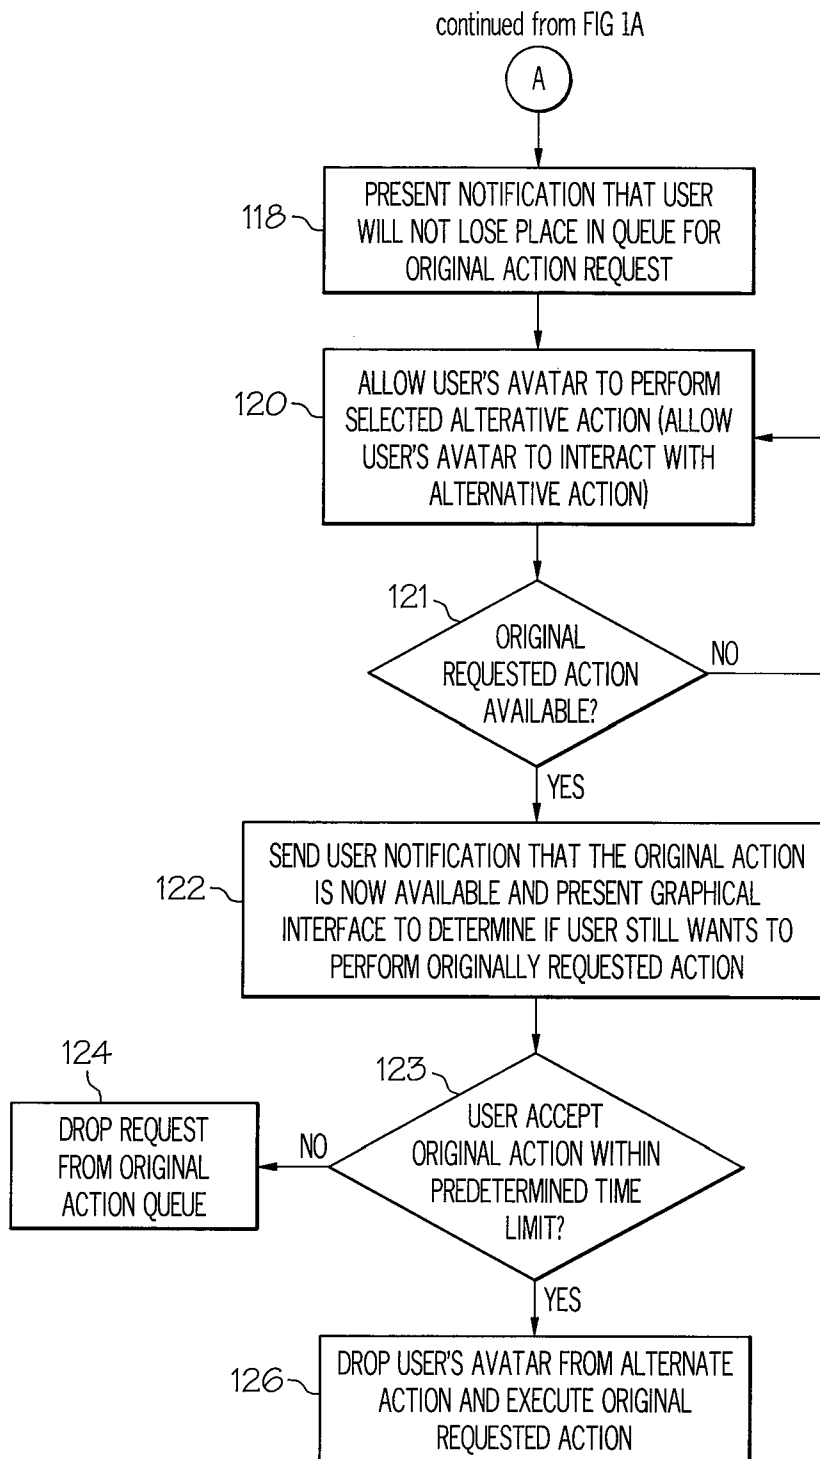 continued from FIG 1A
A
118
PRESENT NOTIFICATION THAT USER
WILL NOT LOSE PLACE IN QUEUE FOR
ORIGINAL ACTION REQUEST
120
ALLOW USER'S AVATAR TO PERFORM
SELECTED ALTERATIVE ACTION (ALLOW
USER'S AVATAR TO INTERACT WITH
ALTERNATIVE ACTION)
121
ORIGINAL
REQUESTED ACTION
AVAILABLE?
NO
YES
122
SEND USER NOTIFICATION THAT THE ORIGINAL ACTION
IS NOW AVAILABLE AND PRESENT GRAPHICAL
INTERFACE TO DETERMINE IF USER STILL WANTS TO
PERFORM ORIGINALLY REQUESTED ACTION
123
USER ACCEPT
ORIGINAL ACTION WITHIN
PREDETERMINED TIME
LIMIT?
NO
124
DROP REQUEST
FROM ORIGINAL
ACTION QUEUE
YES
126
DROP USER'S AVATAR FROM ALTERNATE
ACTION AND EXECUTE ORIGINAL
REQUESTED ACTION